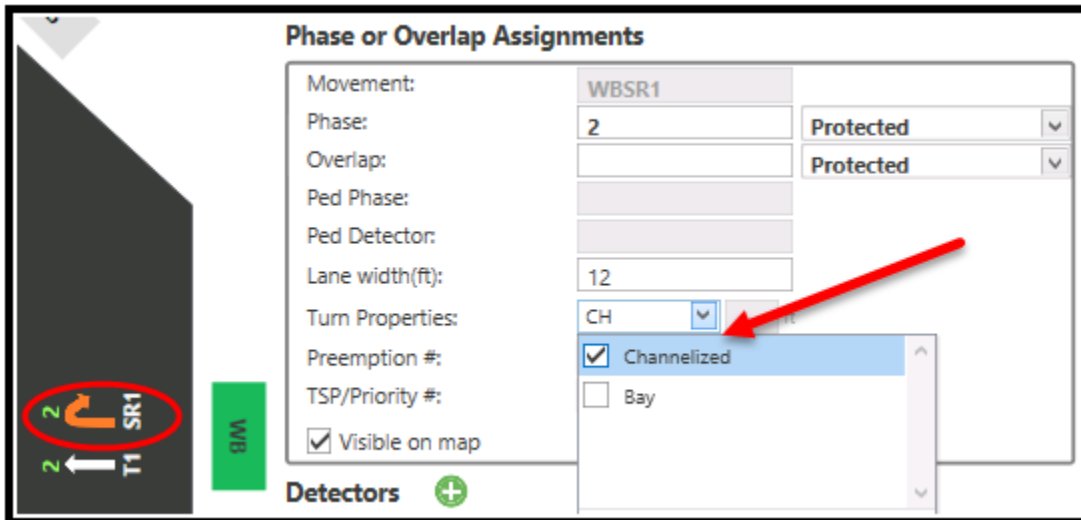 Phase or Overlap Assignments
Movement: WBSR1
Phase: 2 Protected
Overlap: Protected
Ped Phase:
Ped Detector:
Lane width(ft): 12
Turn Properties: CH
Preemption #: Channelized
TSP/Priority #: Bay
Visible on map
Detectors
2 SR1
2 T1
WB